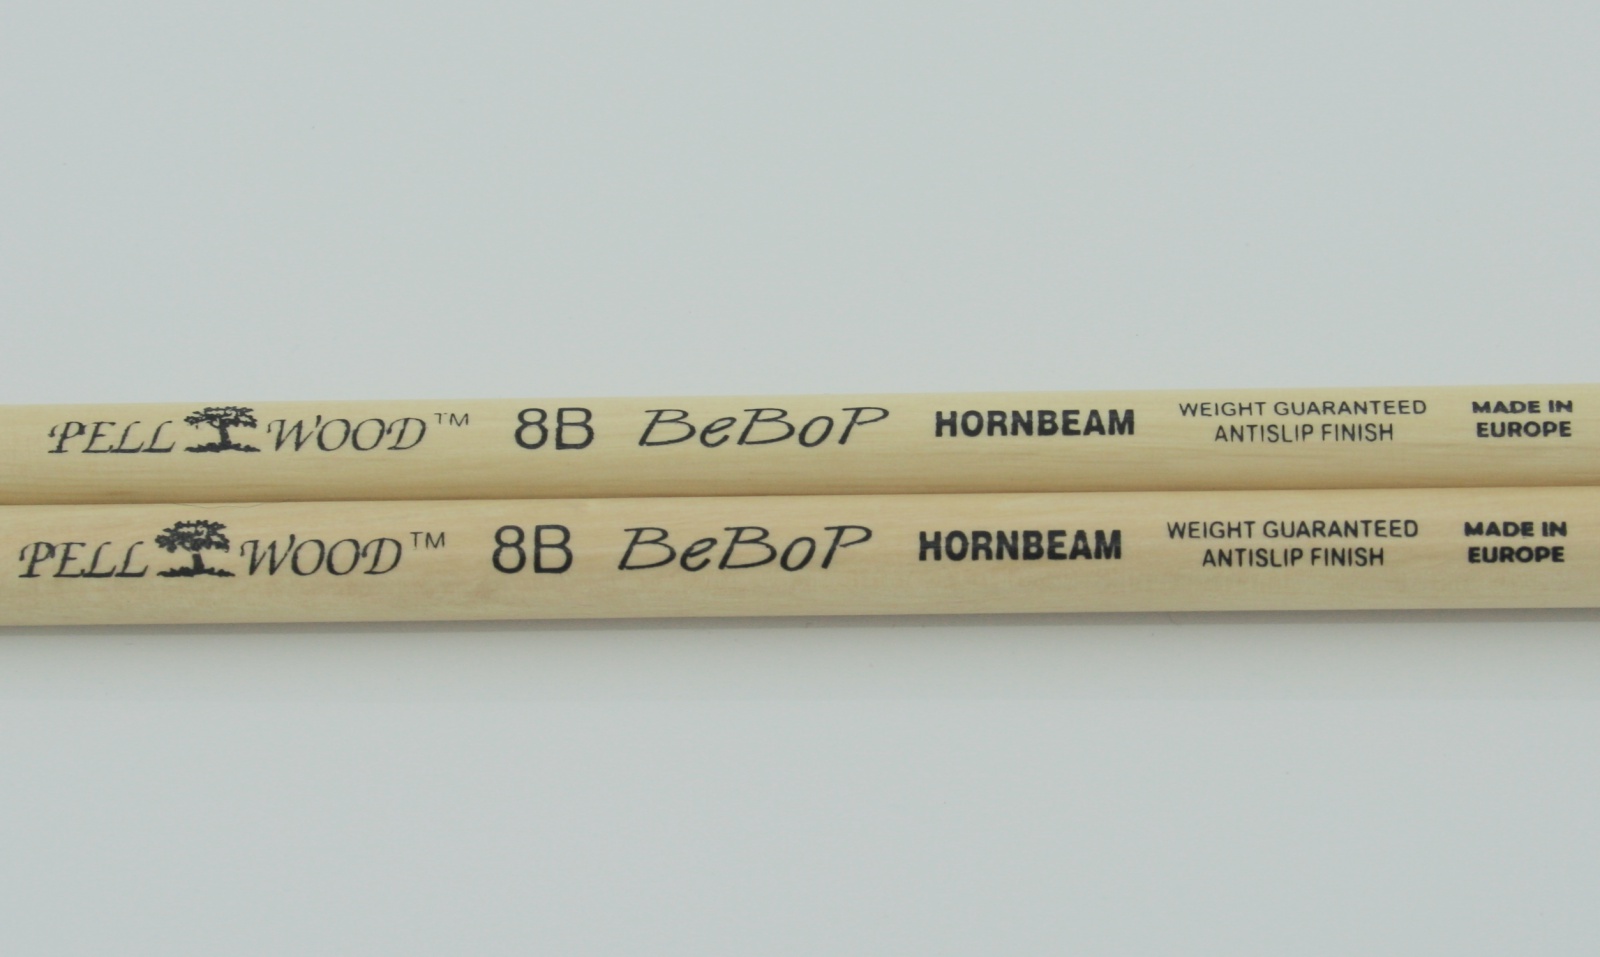 PELL WOOD™ 8B BeBoP HORNBEAM WEIGHT GUARANTEED MADE IN
ANTISLIP FINISH EUROPE
PELL WOOD™ 8B BeBoP HORNBEAM WEIGHT GUARANTEED MADE IN
ANTISLIP FINISH EUROPE